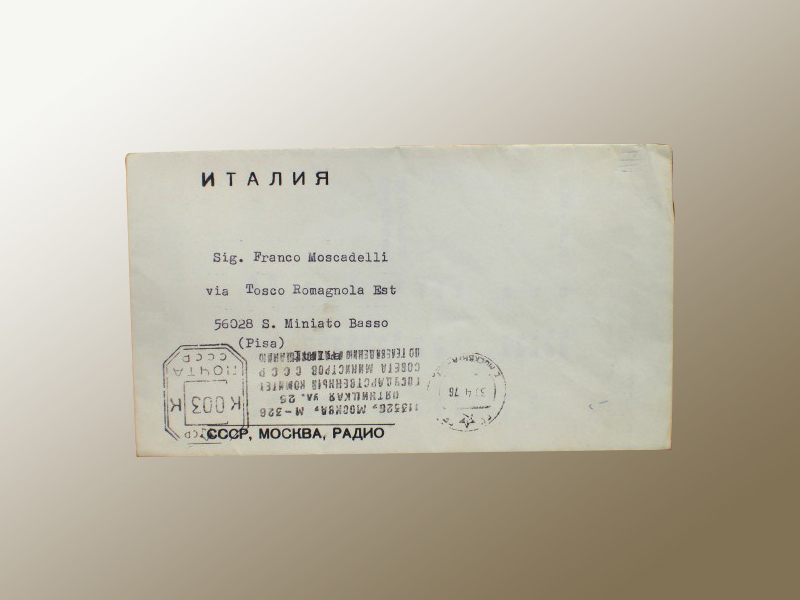 ИТАЛИЯ
Sig. Franco Moscadelli
via Tosco Romagnola Est
56028 S. Miniato Basso
(Pisa)
СССР, МОСКВА, РАДИО
113326, МОСКВА, М-326
ПЯТНИЦКАЯ УЛ. 25
ГОСУДАРСТВЕННЫЙ КОМИТЕТ
СОВЕТА МИНИСТРОВ СССР
ПО ТЕЛЕВИДЕНИЮ И
К 003 К
ПОЧТА
СССР